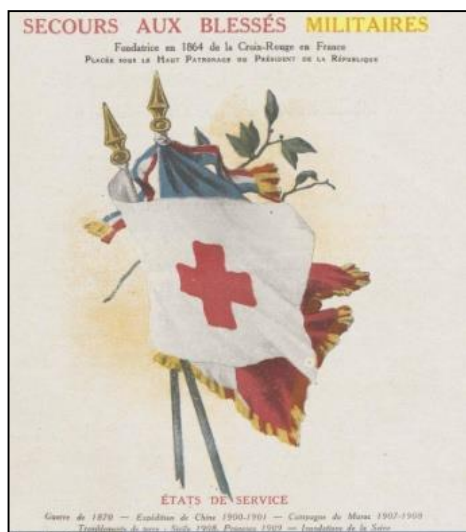 SECOURS AUX BLESSÉS MILITAIRES
Fondatrice en 1864 de la Croix-Rouge en France
PLACÉE SOUS LE HAUT PATRONAGE DU PRÉSIDENT DE LA RÉPUBLIQUE
ÉTATS DE SERVICE
Guerre de 1870 — Expédition de Chine 1900-1901 — Campagne du Maroc 1907-1908
Tremblements de terre : Sicile 1908, Provence 1909 — Inondations de la Seine